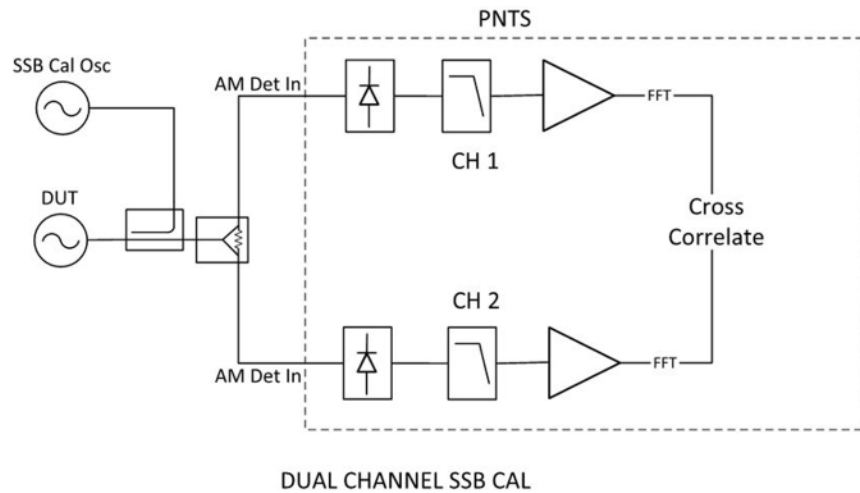 PNTS
SSB Cal Osc
AM Det In
FFT
CH 1
DUT
Cross
Correlate
CH 2
AM Det In
FFT
DUAL CHANNEL SSB CAL